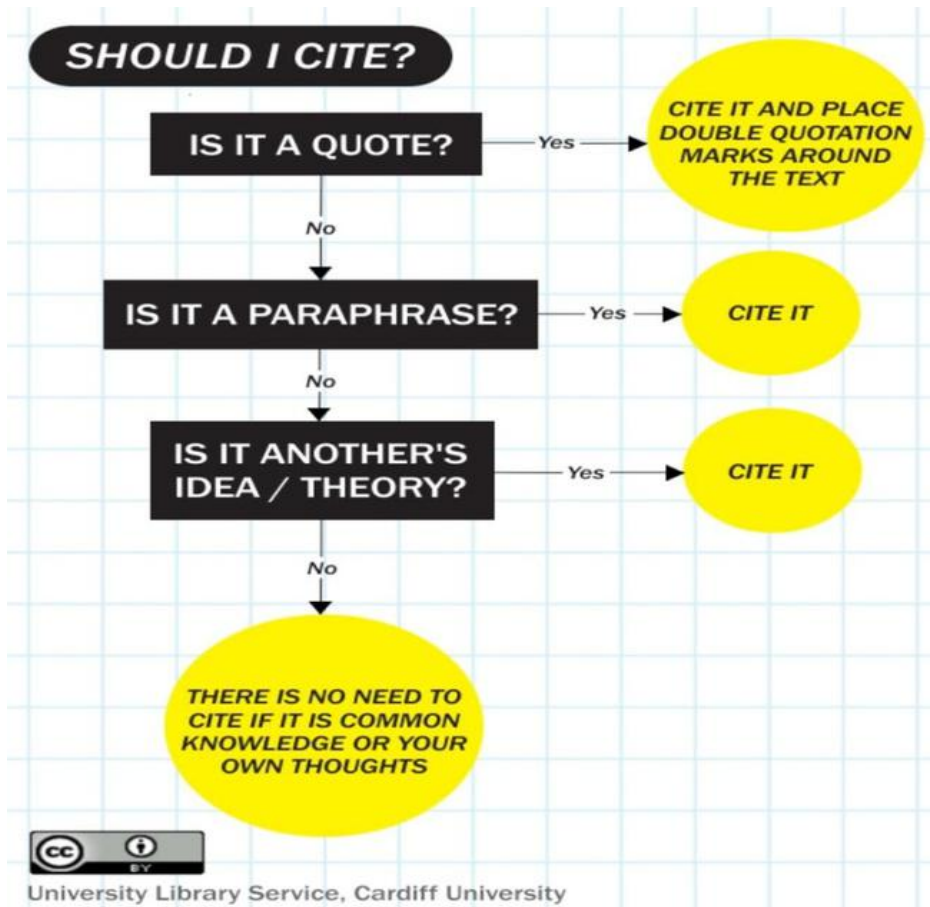 SHOULD I CITE?
IS IT A QUOTE?
Yes
CITE IT AND PLACE
DOUBLE QUOTATION
MARKS AROUND
THE TEXT
No
IS IT A PARAPHRASE?
Yes
CITE IT
No
IS IT ANOTHER'S
IDEA / THEORY?
Yes
CITE IT
No
THERE IS NO NEED TO
CITE IF IT IS COMMON
KNOWLEDGE OR YOUR
OWN THOUGHTS
cc
BY
University Library Service, Cardiff University